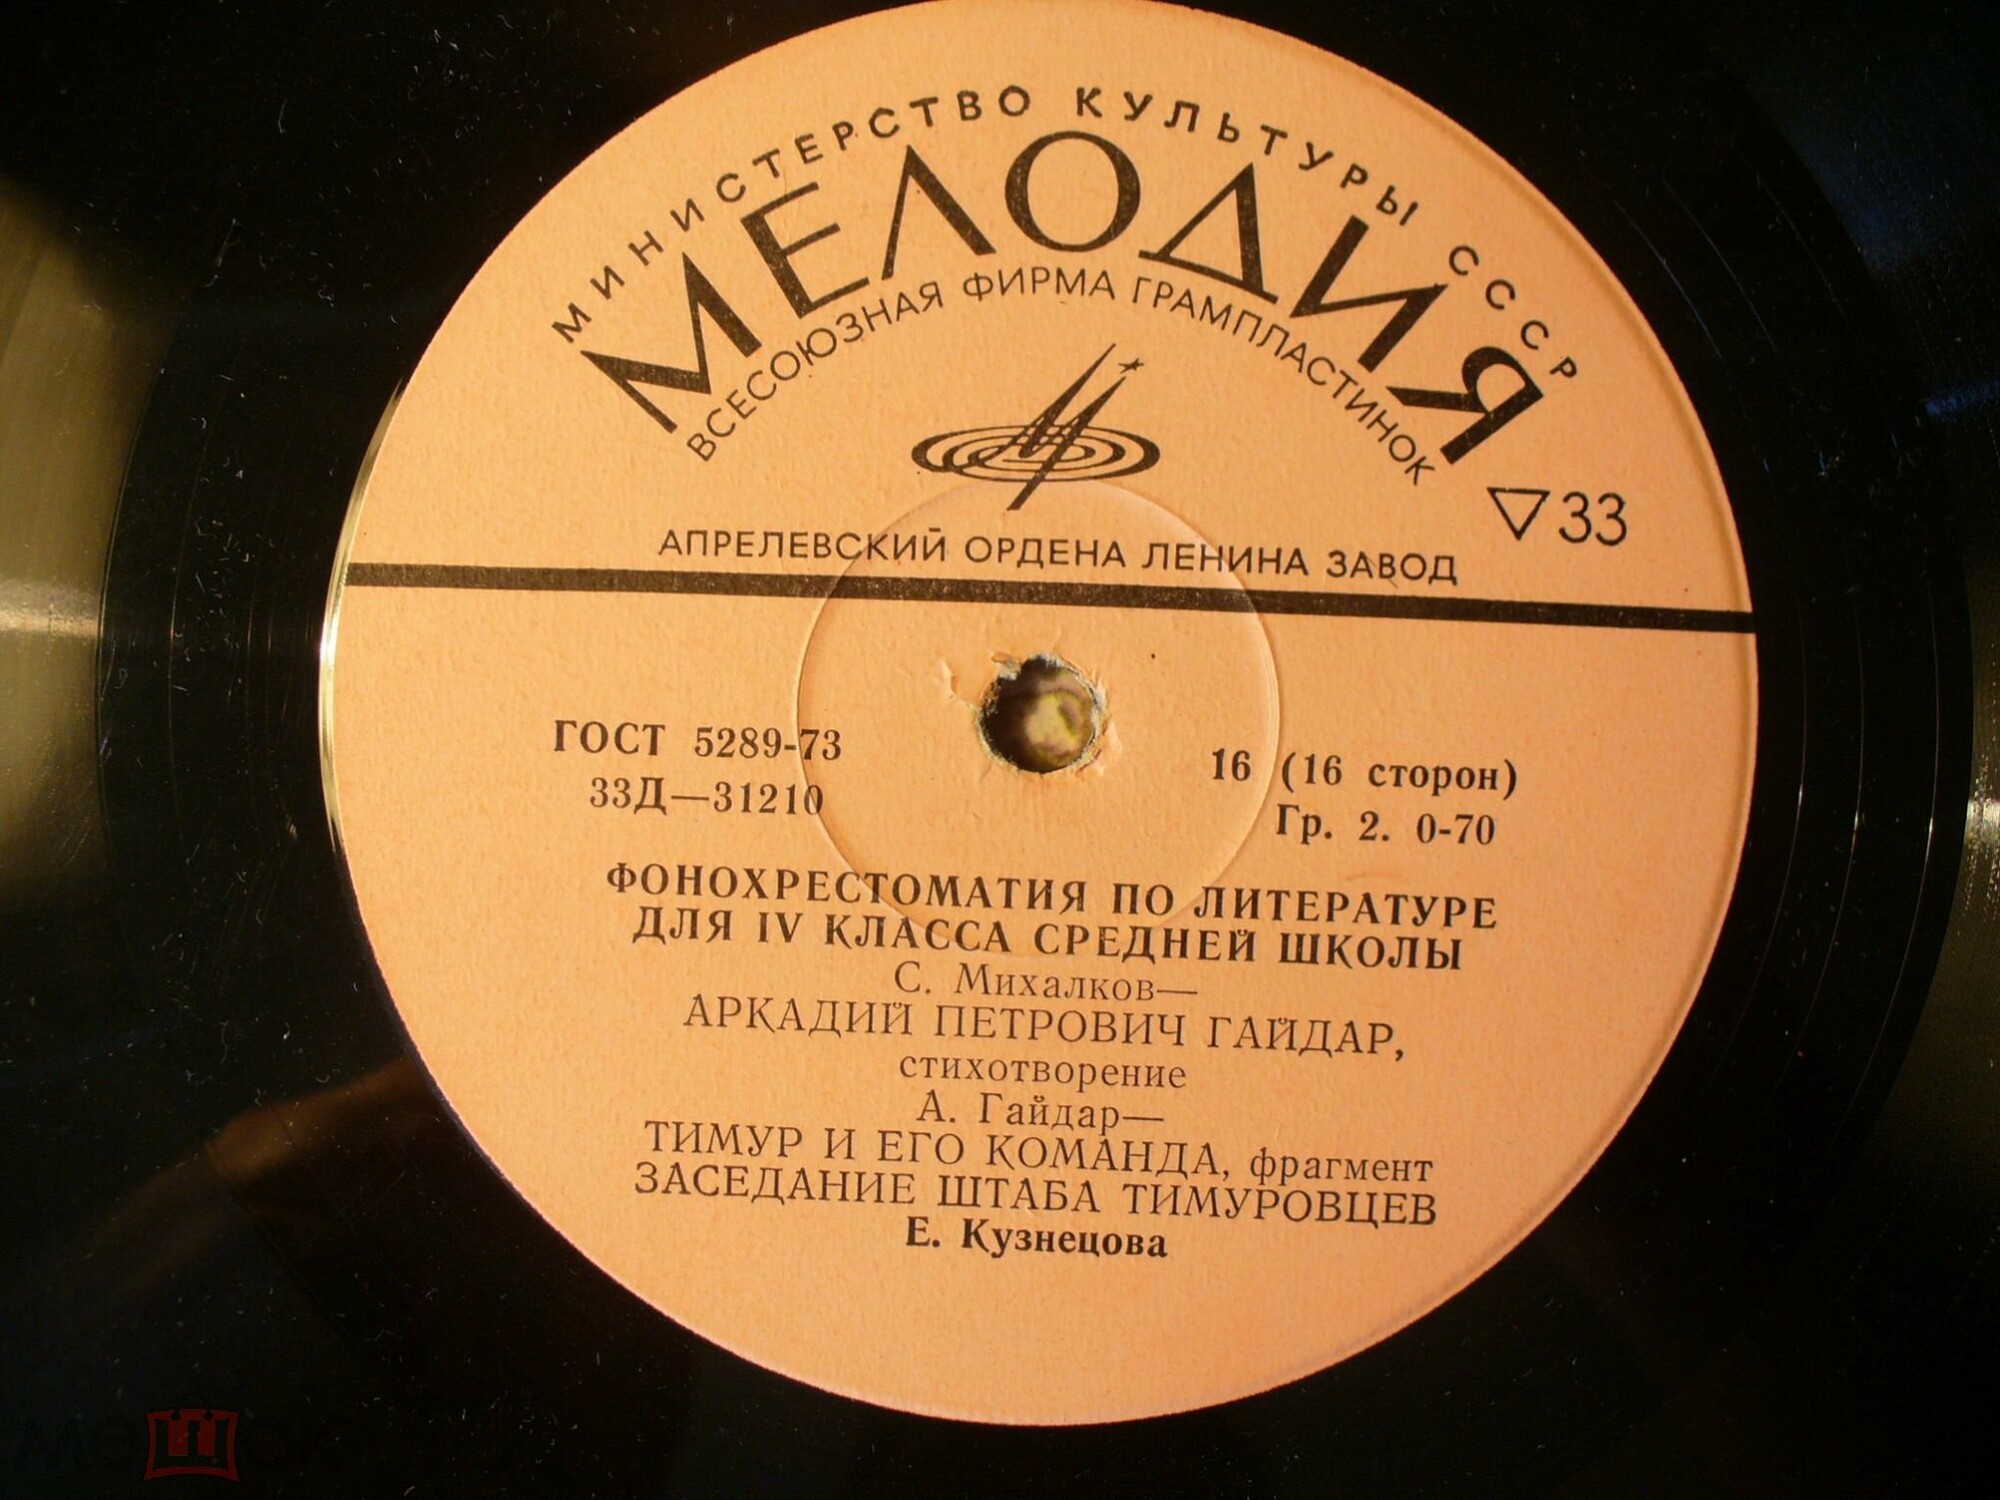 МИНИСТЕРСТВО КУЛЬТУРЫ СССР
МЕЛОДИЯ
ВСЕСОЮЗНАЯ ФИРМА ГРАМПЛАСТИНОК
33
АПРЕЛЕВСКИЙ ОРДЕНА ЛЕНИНА ЗАВОД
ГОСТ 5289-73
33Д—31210
16 (16 сторон)
Гр. 2. 0-70
ФОНОХРЕСТОМАТИЯ ПО ЛИТЕРАТУРЕ
ДЛЯ IV КЛАССА СРЕДНЕЙ ШКОЛЫ
С. Михалков—
АРКАДИЙ ПЕТРОВИЧ ГАЙДАР,
стихотворение
А. Гайдар—
ТИМУР И ЕГО КОМАНДА, фрагмент
ЗАСЕДАНИЕ ШТАБА ТИМУРОВЦЕВ
Е. Кузнецова